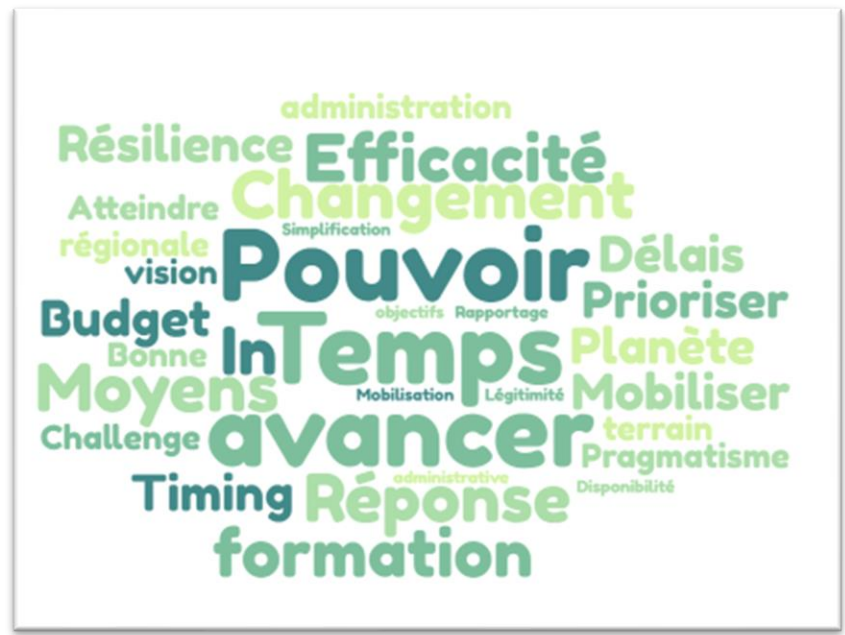 administration
Résilience
Efficacité
Changement
Atteindre
Simplification
régionale
Pouvoir
Délais
vision
Prioriser
Budget
objectifs
Rapportage
In
Temps
Planète
Bonne
Moyens
Mobilisation
Légitimité
Mobiliser
Challenge
avancer
terrain
Pragmatisme
administrative
Timing
Réponse
Disponibilité
formation